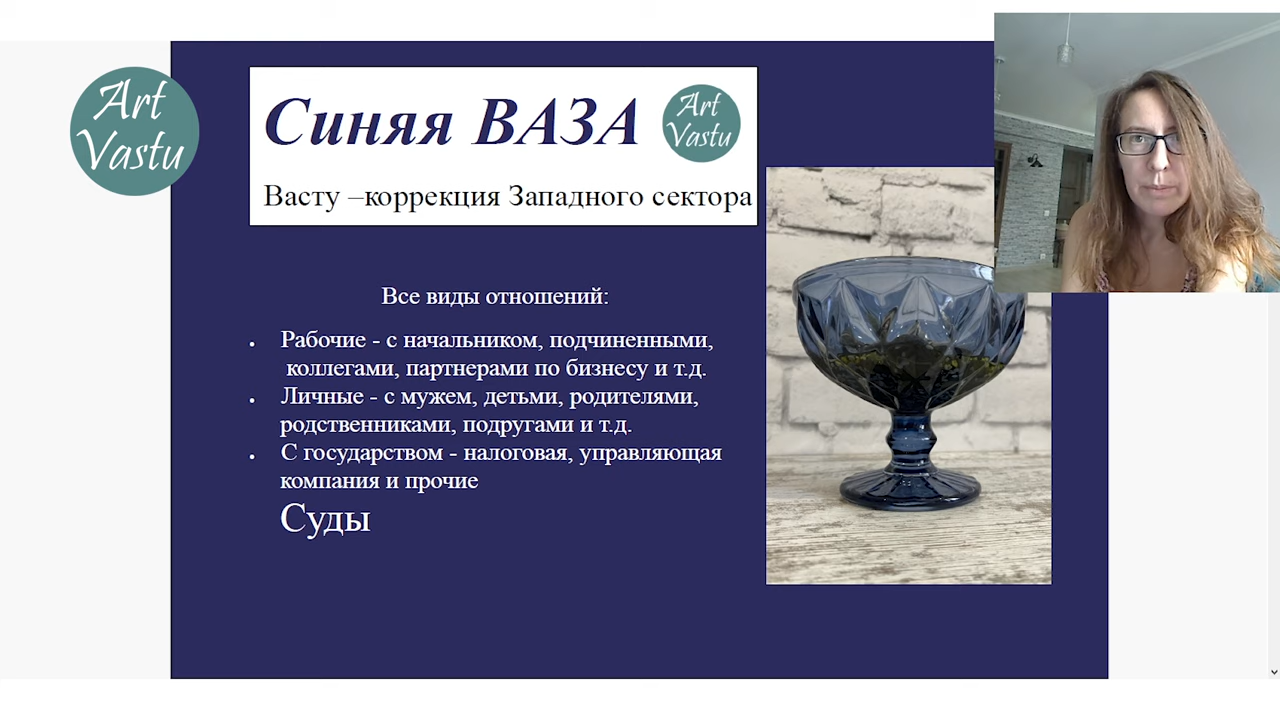 Art
Vastu
Синяя ВАЗА
Art
Vastu
Васту –коррекция Западного сектора
Все виды отношений:
• Рабочие - с начальником, подчиненными,
коллегами, партнерами по бизнесу и т.д.
• Личные - с мужем, детьми, родителями,
родственниками, подругами и т.д.
• С государством - налоговая, управляющая
компания и прочие
Суды